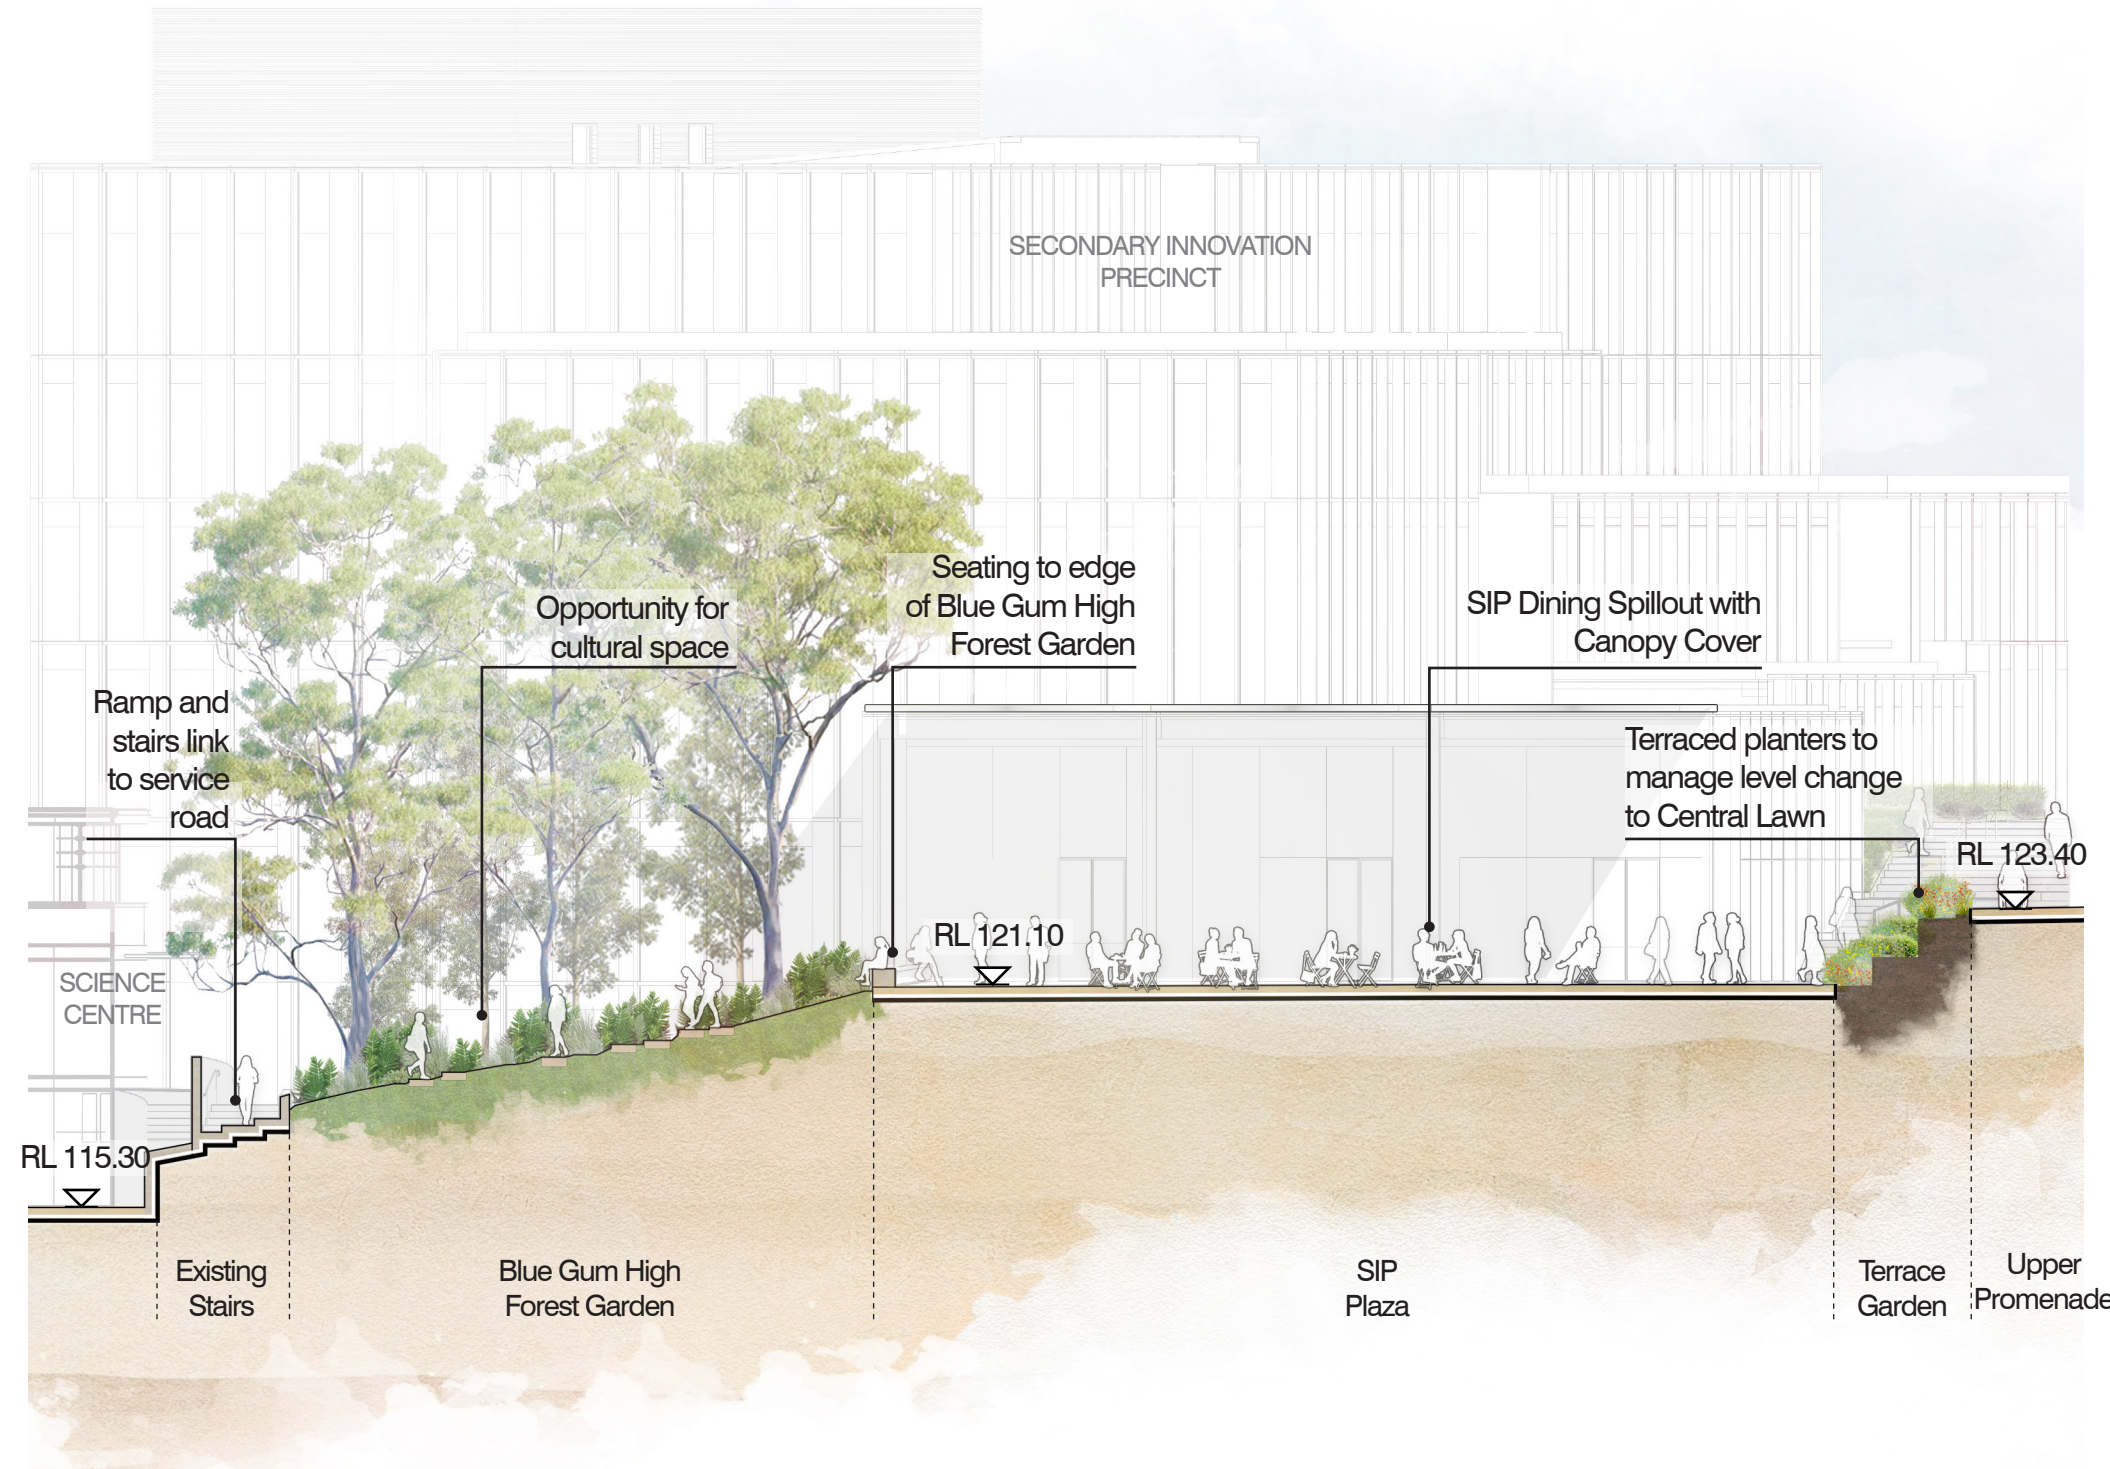 SECONDARY INNOVATION
PRECINCT
Seating to edge
of Blue Gum High
Forest Garden
Opportunity for
cultural space
SIP Dining Spillout with
Canopy Cover
Ramp and
stairs link
to service
road
Terraced planters to
manage level change
to Central Lawn
RL 123.40
RL 121.10
SCIENCE
CENTRE
RL 115.30
Existing
Stairs
Blue Gum High
Forest Garden
SIP
Plaza
Terrace
Garden
Upper
Promenade